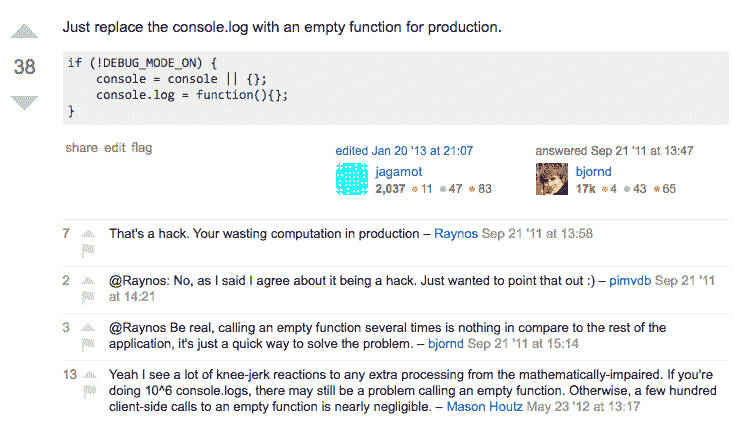 Just replace the console.log with an empty function for production.
38
if (!DEBUG_MODE_ON) {
    console = console || {};
    console.log = function(){};
}
share edit flag
edited Jan 20 '13 at 21:07
jagamot
2,037 11 47 83
answered Sep 21 '11 at 13:47
bjornd
17k 4 43 65
7 That's a hack. Your wasting computation in production – Raynos Sep 21 '11 at 13:58
2 @Raynos: No, as I said I agree about it being a hack. Just wanted to point that out :) – pimvdb Sep 21 '11
at 14:21
3 @Raynos Be real, calling an empty function several times is nothing in compare to the rest of the
application, it's just a quick way to solve the problem. – bjornd Sep 21 '11 at 15:14
13 Yeah I see a lot of knee-jerk reactions to any extra processing from the mathematically-impaired. If you're
doing 10^6 console.logs, there may still be a problem calling an empty function. Otherwise, a few hundred
client-side calls to an empty function is nearly negligible. – Mason Houtz May 23 '12 at 13:17